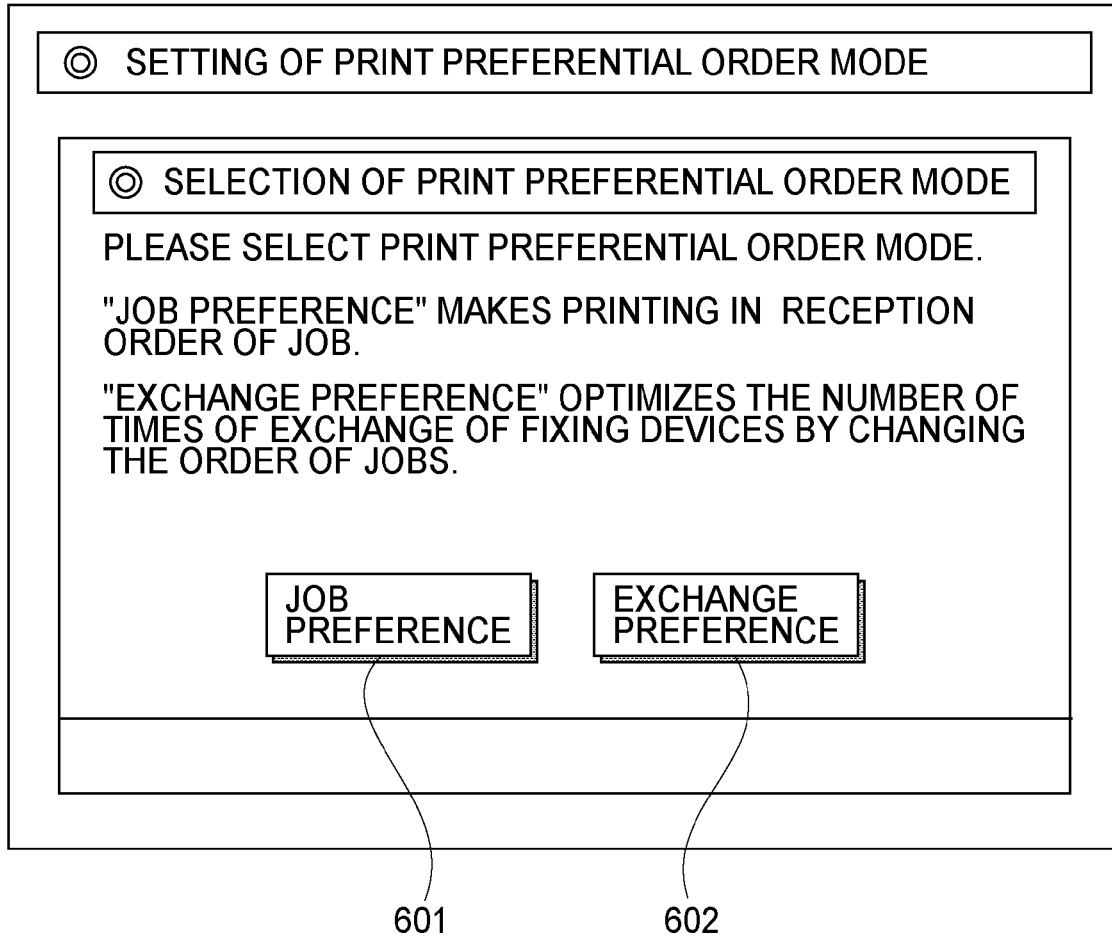 ◎ SETTING OF PRINT PREFERENTIAL ORDER MODE
◎ SELECTION OF PRINT PREFERENTIAL ORDER MODE
PLEASE SELECT PRINT PREFERENTIAL ORDER MODE.
"JOB PREFERENCE" MAKES PRINTING IN RECEPTION
ORDER OF JOB.
"EXCHANGE PREFERENCE" OPTIMIZES THE NUMBER OF
TIMES OF EXCHANGE OF FIXING DEVICES BY CHANGING
THE ORDER OF JOBS.
JOB
PREFERENCE
EXCHANGE
PREFERENCE
601
602